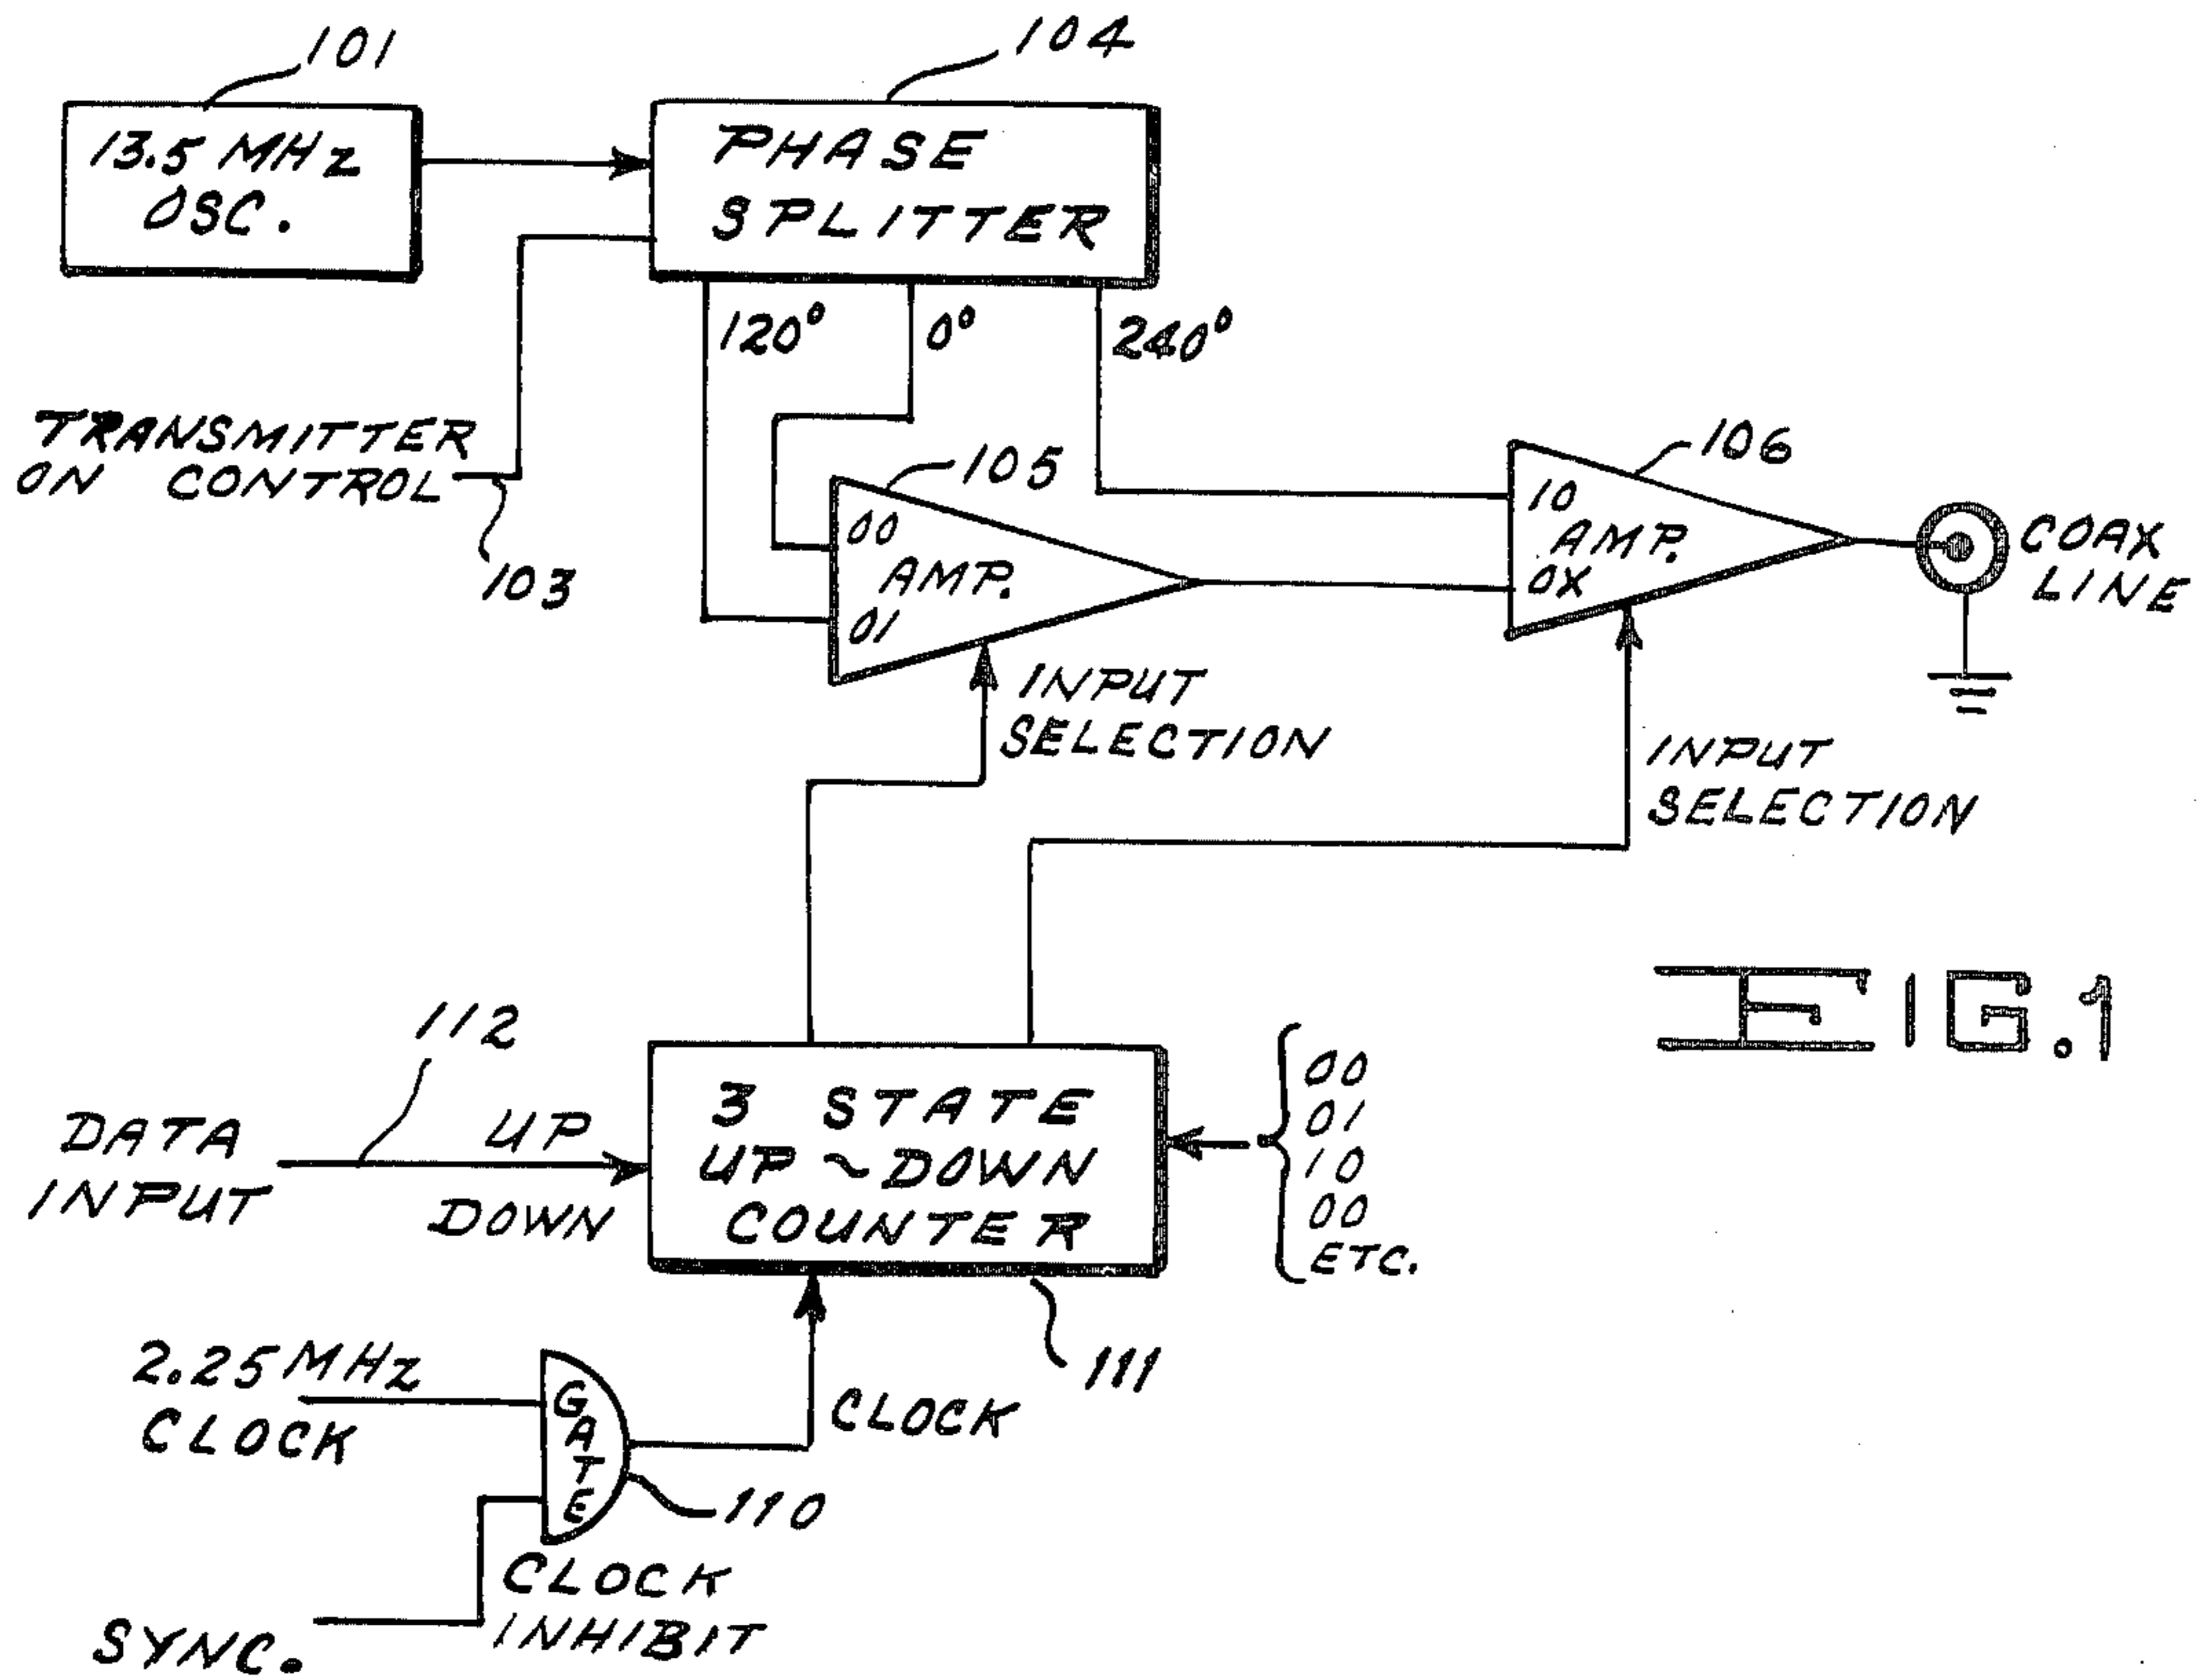 101
104
13.5 MHz
OSC.
PHASE
SPLITTER
120°
0°
240°
TRANSMITTER
ON CONTROL
103
105
00
AMP.
01
106
10
AMP.
0X
COAX
LINE
INPUT
SELECTION
INPUT
SELECTION
FIG.1
112
DATA
INPUT
UP
DOWN
3 STATE
UP ~ DOWN
COUNTER
00
01
10
00
ETC.
111
2.25 MHz
CLOCK
GATE
CLOCK
110
CLOCK
INHIBIT
SYNC.